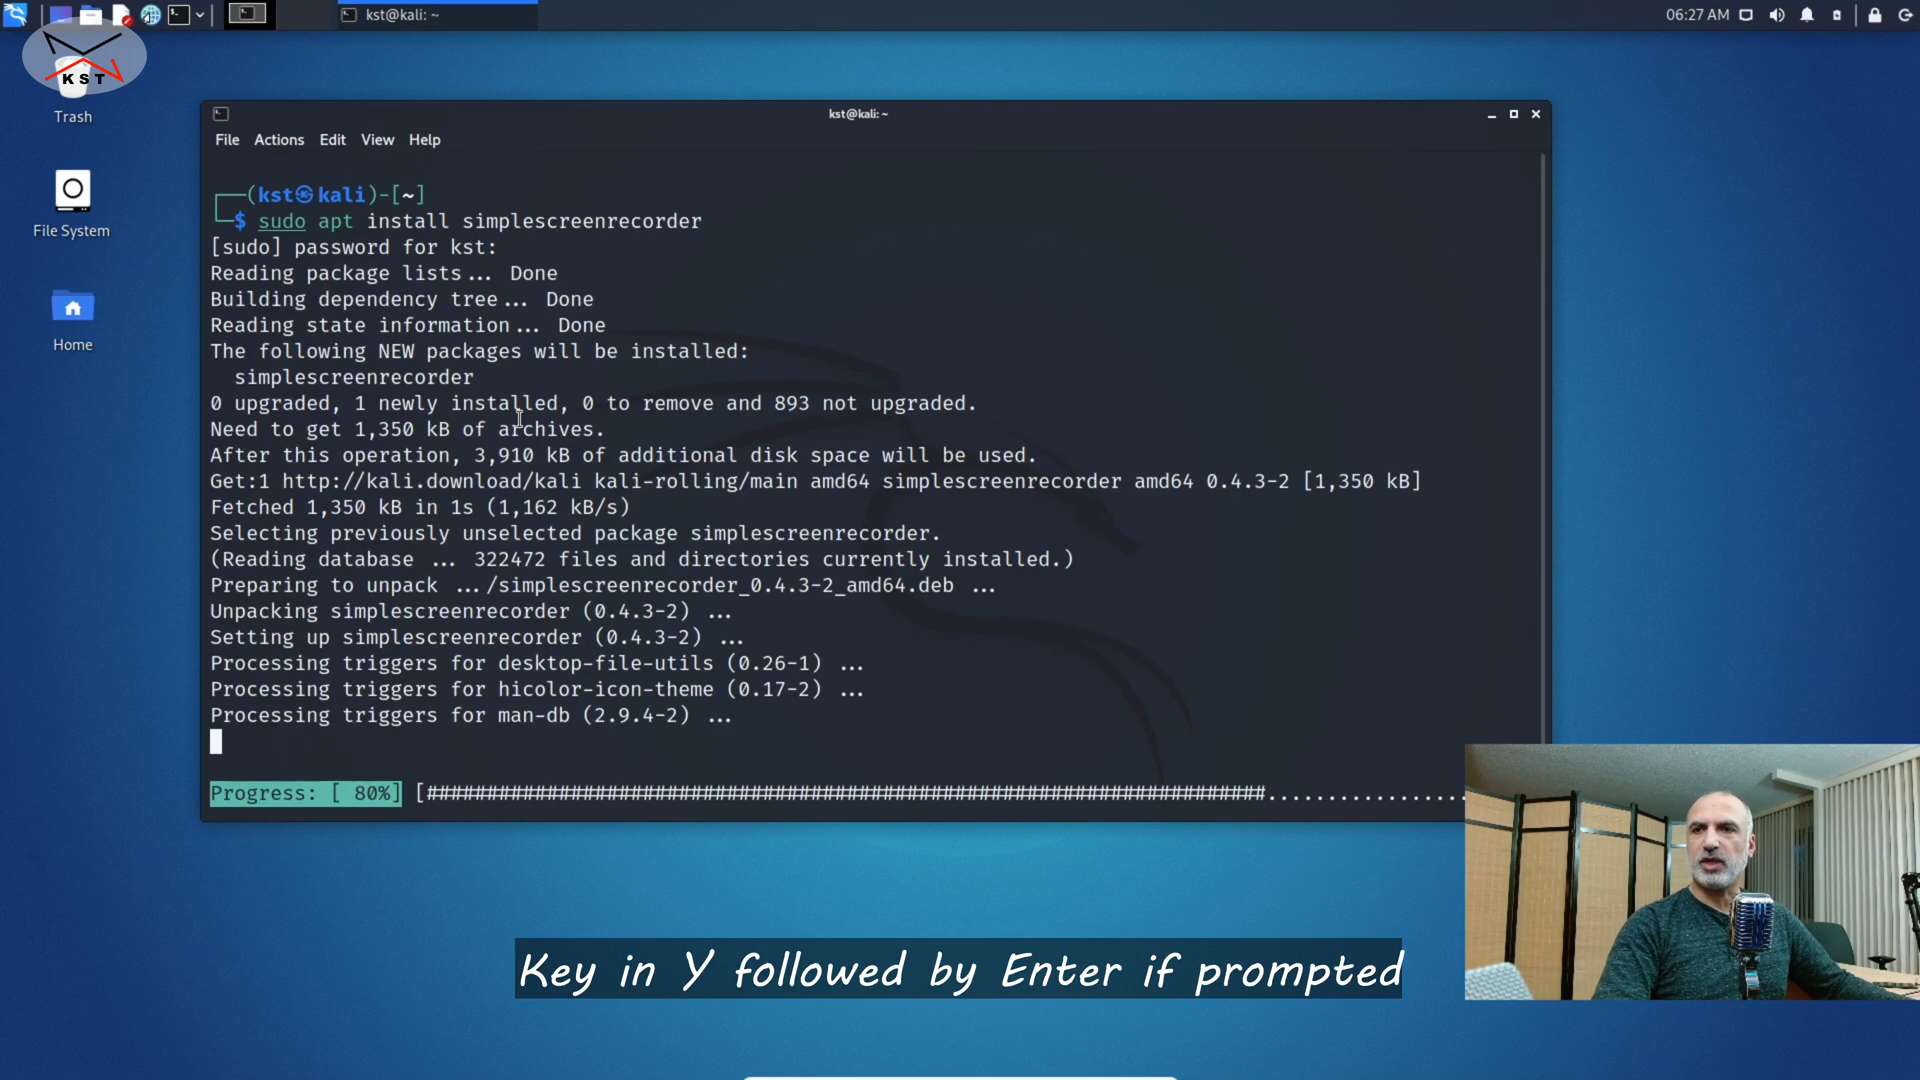 kst@kali: ~
06:27 AM
KST
Trash
File System
Home
kst@kali: ~
File Actions Edit View Help
┌──(kst㉿kali)-[~]
└─$ sudo apt install simplescreenrecorder
[sudo] password for kst:
Reading package lists... Done
Building dependency tree... Done
Reading state information... Done
The following NEW packages will be installed:
  simplescreenrecorder
0 upgraded, 1 newly installed, 0 to remove and 893 not upgraded.
Need to get 1,350 kB of archives.
After this operation, 3,910 kB of additional disk space will be used.
Get:1 http://kali.download/kali kali-rolling/main amd64 simplescreenrecorder amd64 0.4.3-2 [1,350 kB]
Fetched 1,350 kB in 1s (1,162 kB/s)
Selecting previously unselected package simplescreenrecorder.
(Reading database ... 322472 files and directories currently installed.)
Preparing to unpack .../simplescreenrecorder_0.4.3-2_amd64.deb ...
Unpacking simplescreenrecorder (0.4.3-2) ...
Setting up simplescreenrecorder (0.4.3-2) ...
Processing triggers for desktop-file-utils (0.26-1) ...
Processing triggers for hicolor-icon-theme (0.17-2) ...
Processing triggers for man-db (2.9.4-2) ...
Progress: [ 80%] [######################################################################.................
Key in Y followed by Enter if prompted